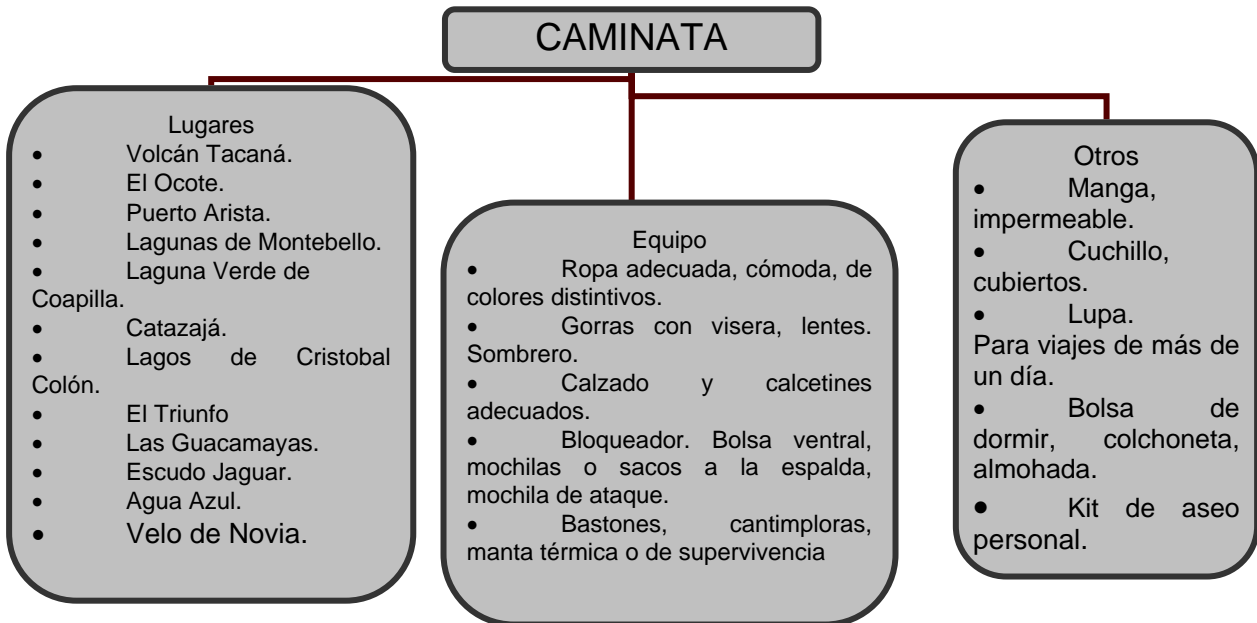 CAMINATA
Lugares
• Volcán Tacaná.
• El Ocote.
• Puerto Arista.
• Lagunas de Montebello.
• Laguna Verde de
Coapilla.
• Catazajá.
• Lagos de Cristobal
Colón.
• El Triunfo
• Las Guacamayas.
• Escudo Jaguar.
• Agua Azul.
• Velo de Novia.
Equipo
• Ropa adecuada, cómoda, de
colores distintivos.
• Gorras con visera, lentes.
Sombrero.
• Calzado y calcetines
adecuados.
• Bloqueador. Bolsa ventral,
mochilas o sacos a la espalda,
mochila de ataque.
• Bastones, cantimploras,
manta térmica o de supervivencia
Otros
• Manga,
impermeable.
• Cuchillo,
cubiertos.
• Lupa.
Para viajes de más de
un día.
• Bolsa de
dormir, colchoneta,
almohada.
• Kit de aseo
personal.